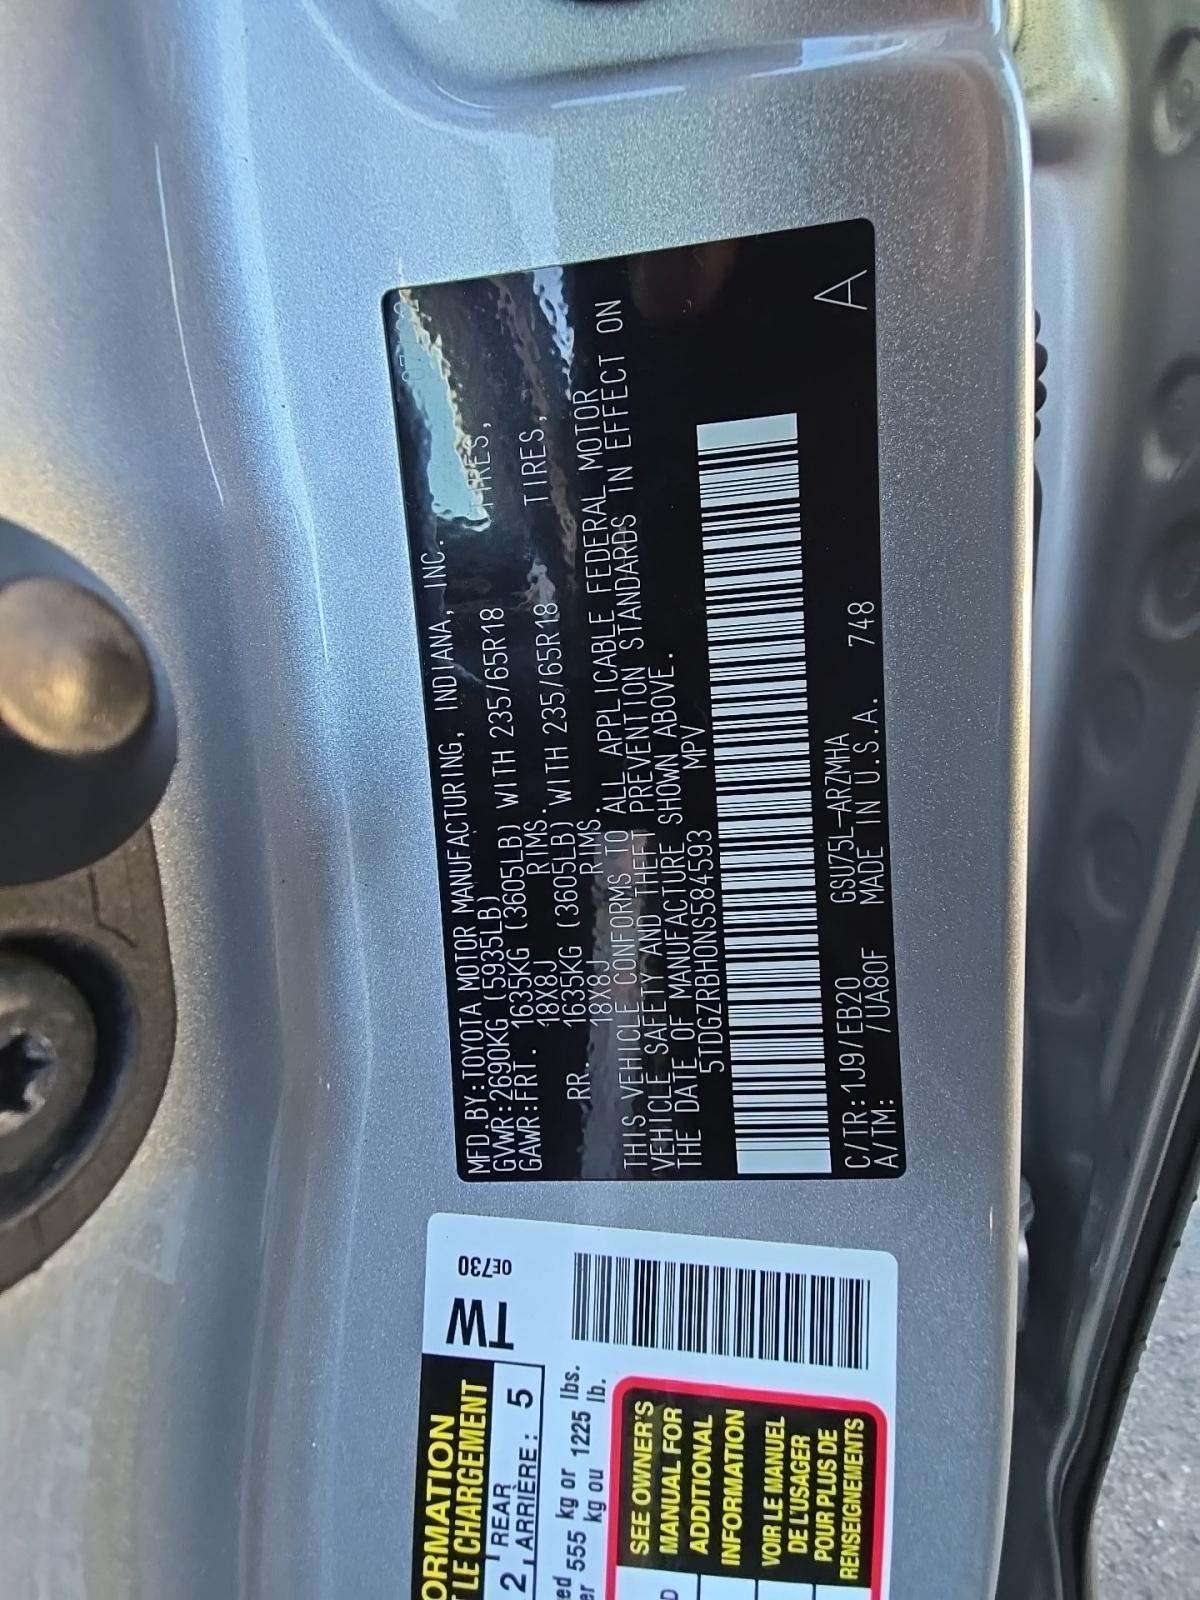 MFD.BY:TOYOTA MOTOR MANUFACTURING, INDIANA, INC.
GVWR:2690KG (5935LB)
GAWR:FRT. 1635KG (3605LB) WITH 235/65R18 TIRES,
18X8J RIMS.
RR. 1635KG (3605LB) WITH 235/65R18 TIRES,
18X8J RIMS.
THIS VEHICLE CONFORMS TO ALL APPLICABLE FEDERAL MOTOR
VEHICLE SAFETY AND THEFT PREVENTION STANDARDS IN EFFECT ON
THE DATE OF MANUFACTURE SHOWN ABOVE.
5TDGZRBH0NS584593 MPV
C/TR:1J9/EB20 GSU75L-ARZMHA
A/TM: /UA80F MADE IN U.S.A. 748
A
TW
0E730
ORMATION
LE CHARGEMENT
2 REAR
ARRIÈRE : 5
555 kg or 1225 lbs.
kg ou lb.
SEE OWNER'S
MANUAL FOR
ADDITIONAL
INFORMATION
VOIR LE MANUEL
DE L'USAGER
POUR PLUS DE
RENSEIGNEMENTS